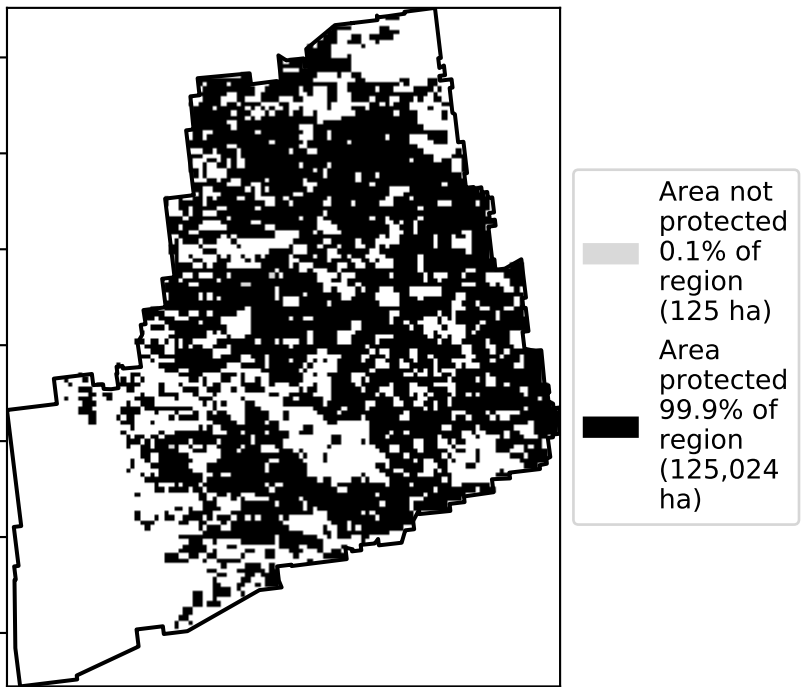 Area not
protected
0.1% of
region
(125 ha)
Area
protected
99.9% of
region
(125,024
ha)